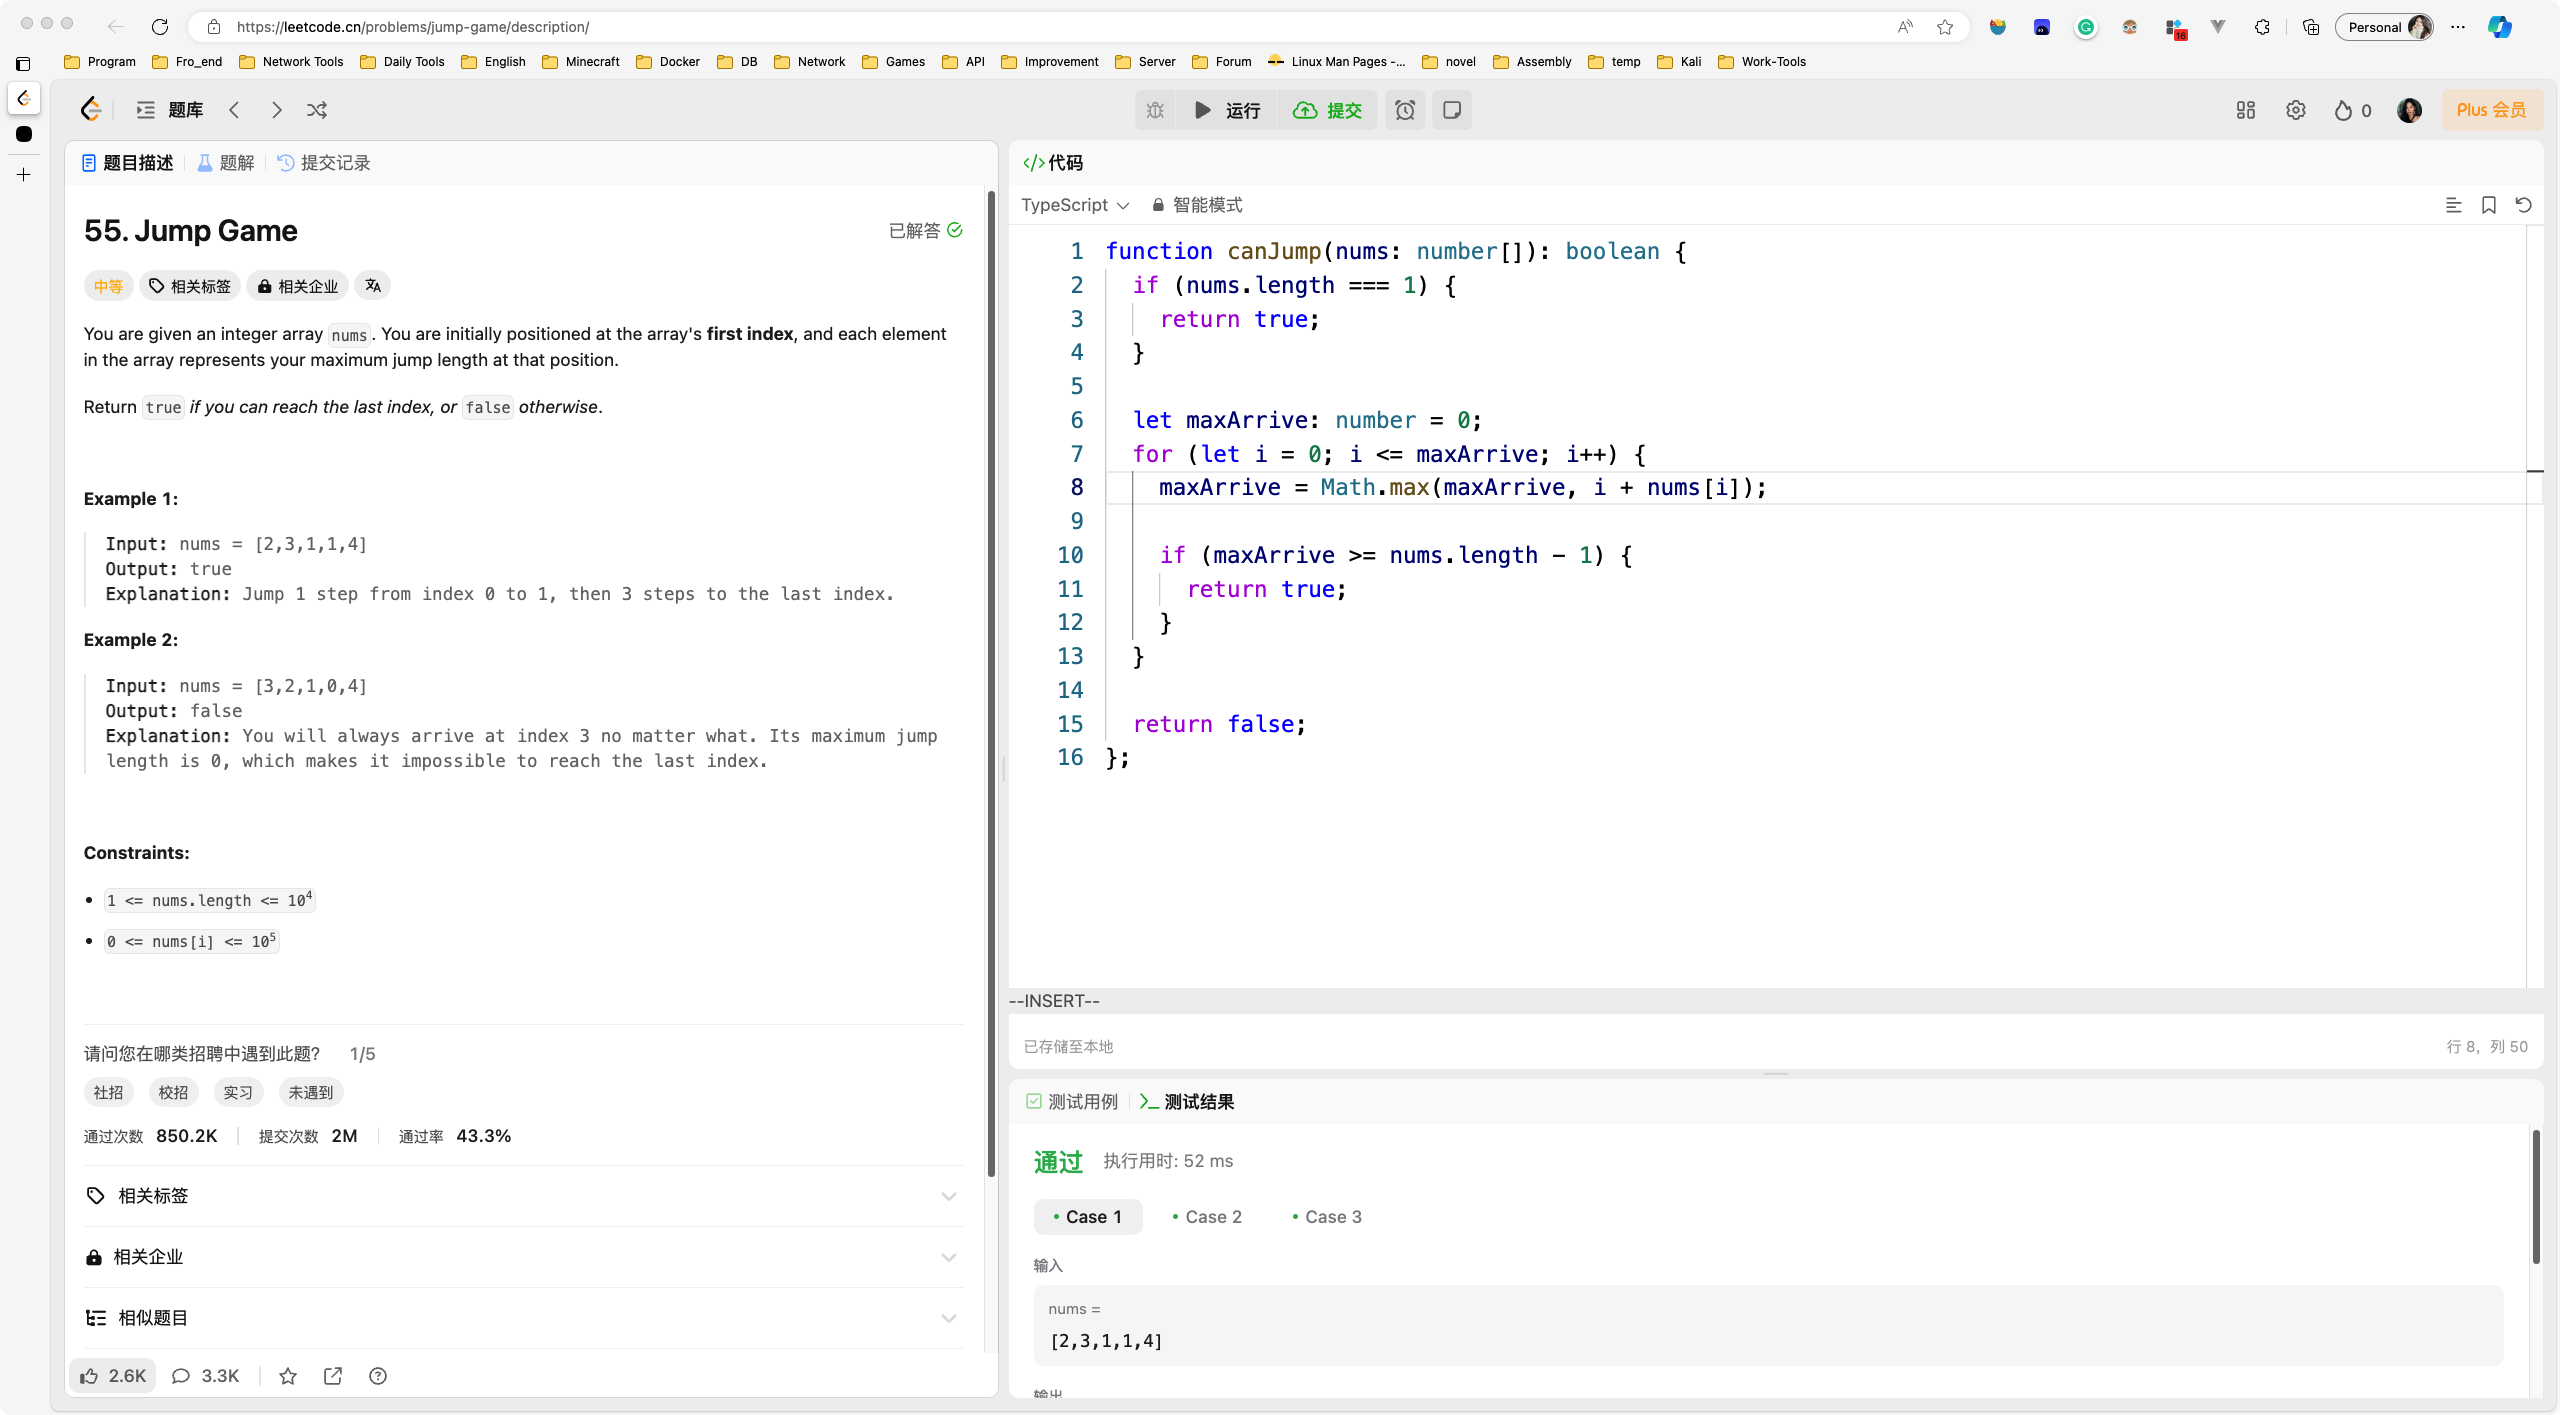 https://leetcode.cn/problems/jump-game/description/
Personal
16
Program Fro_end Network Tools Daily Tools English Minecraft Docker DB Network Games API Improvement Server Forum Linux Man Pages -... novel Assembly temp Kali Work-Tools
题库
运行 提交
0
Plus 会员
题目描述 题解 提交记录
55. Jump Game
已解答
中等 相关标签 相关企业
You are given an integer array nums. You are initially positioned at the array's first index, and each element
in the array represents your maximum jump length at that position.
Return true if you can reach the last index, or false otherwise.
Example 1:
Input: nums = [2,3,1,1,4]
Output: true
Explanation: Jump 1 step from index 0 to 1, then 3 steps to the last index.
Example 2:
Input: nums = [3,2,1,0,4]
Output: false
Explanation: You will always arrive at index 3 no matter what. Its maximum jump
length is 0, which makes it impossible to reach the last index.
Constraints:
1 <= nums.length <= 10⁴
0 <= nums[i] <= 10⁵
请问您在哪类招聘中遇到此题? 1/5
社招 校招 实习 未遇到
通过次数 850.2K 提交次数 2M 通过率 43.3%
相关标签
相关企业
相似题目
2.6K 3.3K
</> 代码
TypeScript 智能模式
1 function canJump(nums: number[]): boolean {
2 if (nums.length === 1) {
3 return true;
4 }
5
6 let maxArrive: number = 0;
7 for (let i = 0; i <= maxArrive; i++) {
8 maxArrive = Math.max(maxArrive, i + nums[i]);
9
10 if (maxArrive >= nums.length - 1) {
11 return true;
12 }
13 }
14
15 return false;
16 };
--INSERT--
已存储至本地
行 8, 列 50
测试用例 测试结果
通过 执行用时: 52 ms
Case 1 Case 2 Case 3
输入
nums =
[2,3,1,1,4]
输出